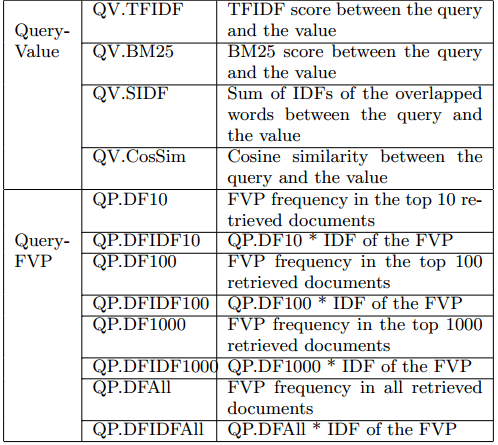 QV.TFIDF TFIDF score between the query
Query- and the value
Value QV.BM25 BM25 score between the query
and the value
QV.SIDF Sum of IDFs of the overlapped
words between the query and
the value
QV.CosSim Cosine similarity between the
query and the value
QP.DF10 FVP frequency in the top 10 re-
trieved documents
Query- QP.DFIDF10 QP.DF10 * IDF of the FVP
FVP QP.DF100 FVP frequency in the top 100
retrieved documents
QP.DFIDF100 QP.DF100 * IDF of the FVP
QP.DF1000 FVP frequency in the top 1000
retrieved documents
QP.DFIDF1000 QP.DF1000 * IDF of the FVP
QP.DFAll FVP frequency in all retrieved
documents
QP.DFIDFAll QP.DFAll * IDF of the FVP